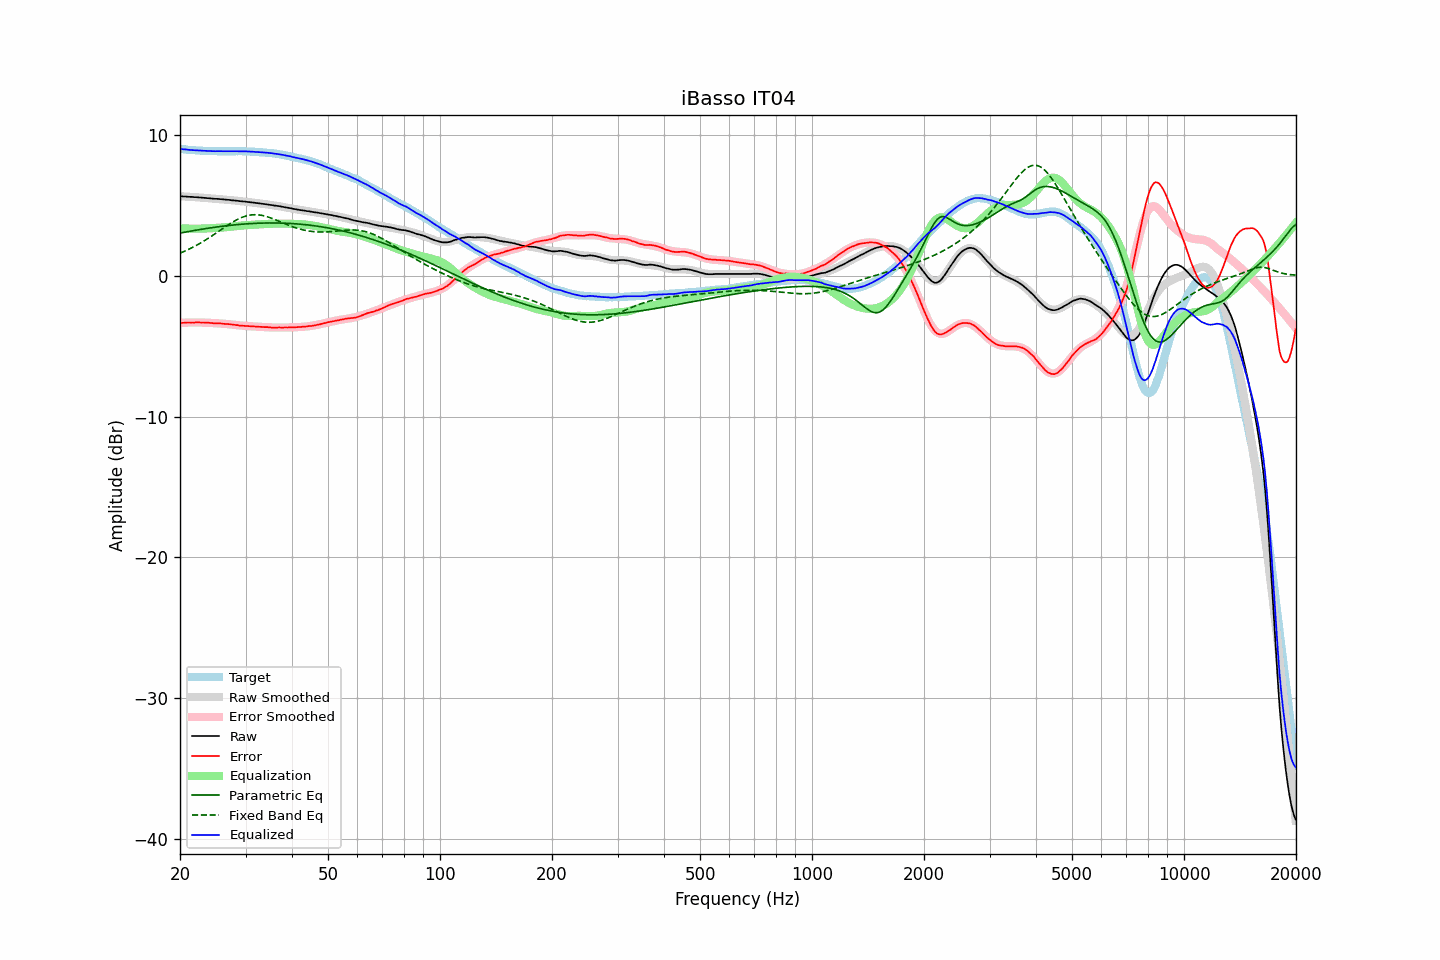 iBasso IT04
Amplitude (dBr)
10
0
−10
−20
−30
−40
Target
Raw Smoothed
Error Smoothed
Raw
Error
Equalization
Parametric Eq
Fixed Band Eq
Equalized
20
50
100
200
500
1000
2000
5000
10000
20000
Frequency (Hz)